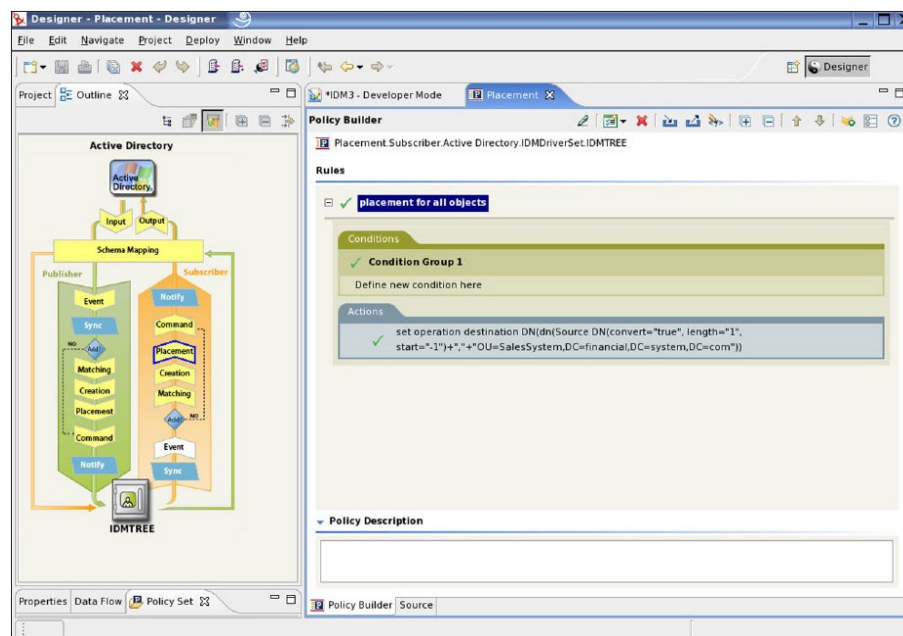 Designer - Placement - Designer
File Edit Navigate Project Deploy Window Help
Designer
Project Outline
*IDM3 - Developer Mode Placement
Policy Builder
Placement.Subscriber.Active Directory.IDMDriverSet.IDMTREE
Rules
placement for all objects
Conditions
Condition Group 1
Define new condition here
Actions
set operation destination DN(dn(Source DN(convert="true", length="1",
start="-1")+","+"OU=SalesSystem,DC=financial,DC=system,DC=com"))
Policy Description
Policy Builder Source
Active Directory
Active
Directory
Input Output
Schema Mapping
Publisher Subscriber
Event Notify
Sync Command
NO
Add? Placement
Matching Creation
Creation Matching
Placement
Add? NO
Command Event
Notify Sync
IDMTREE
Properties Data Flow Policy Set